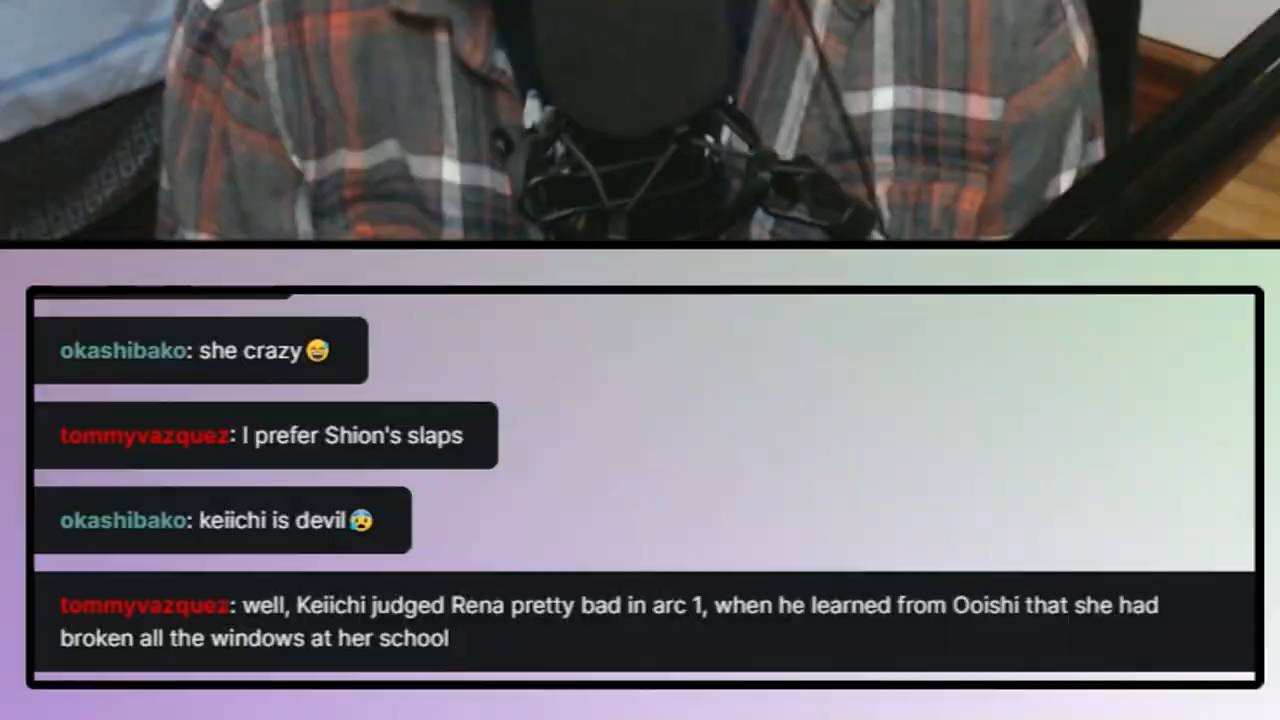 okashibako: she crazy😅
tommyvazquez: I prefer Shion's slaps
okashibako: keiichi is devil😰
tommyvazquez: well, Keiichi judged Rena pretty bad in arc 1, when he learned from Ooishi that she had
broken all the windows at her school